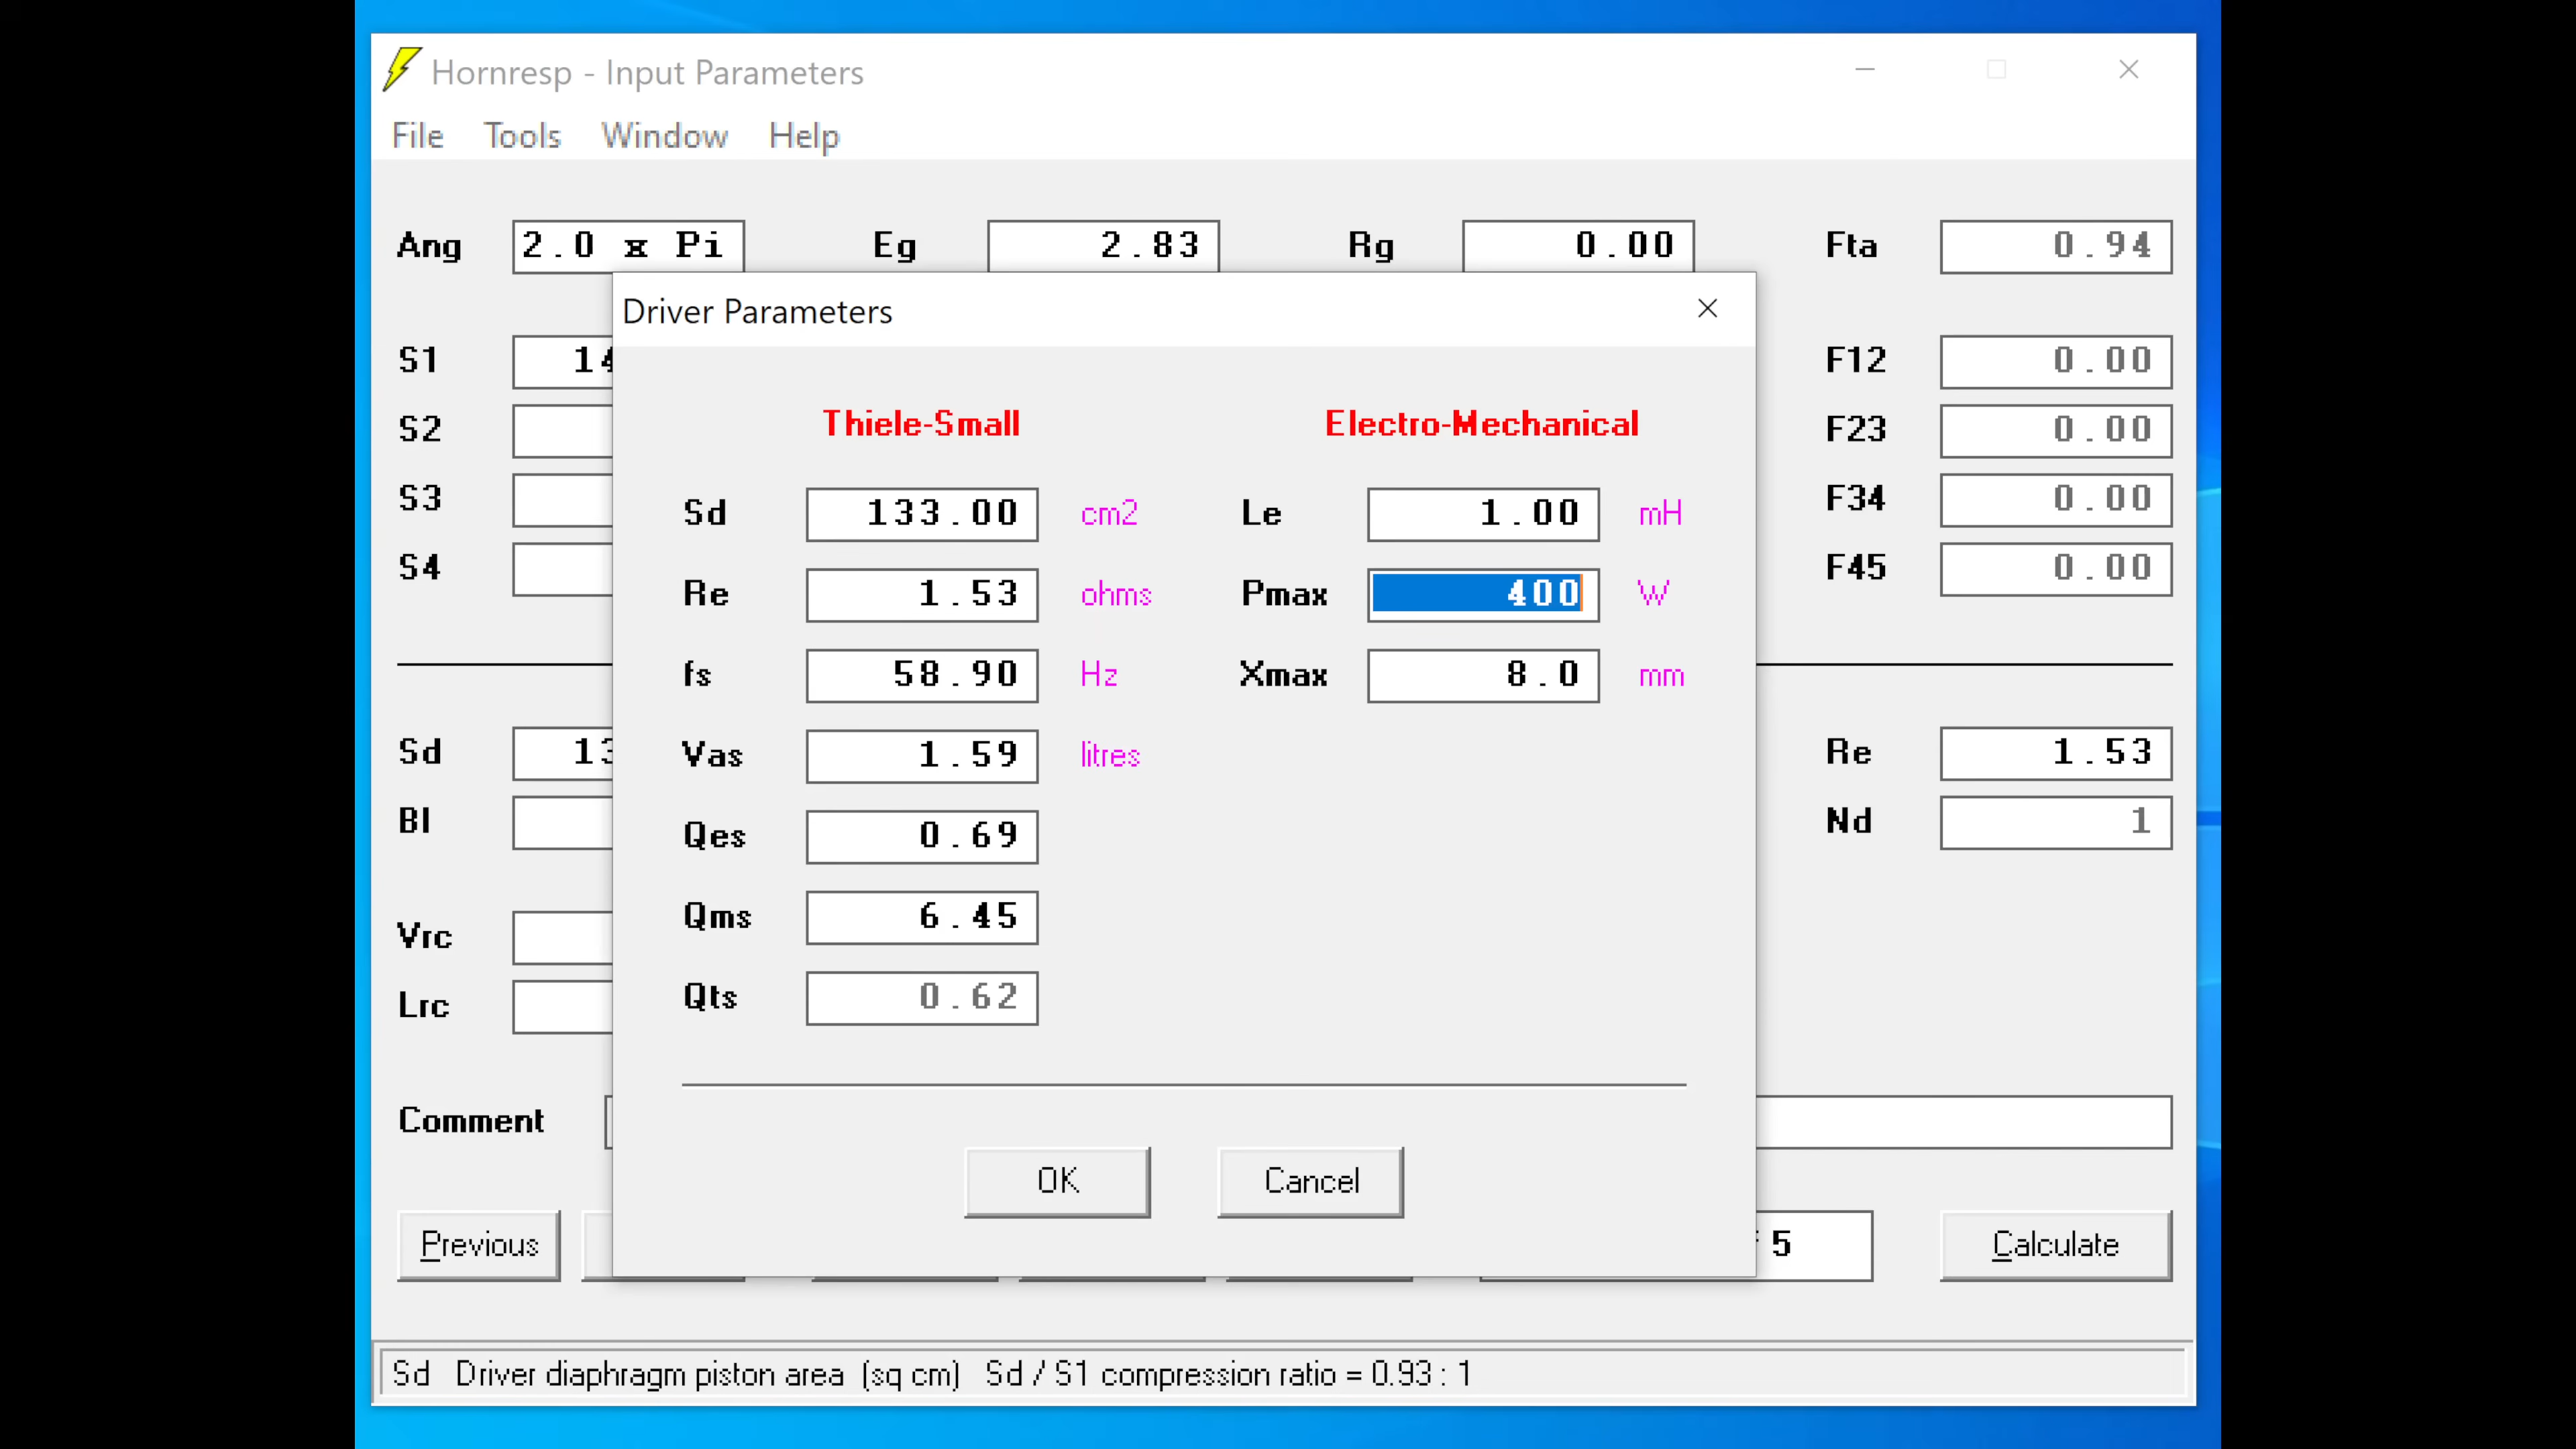 Hornresp - Input Parameters
File Tools Window Help
Ang 2.0 x Pi Eg 2.83 Rg 0.00 Fta 0.94
Driver Parameters
S1 F12 0.00
S2 F23 0.00
S3 F34 0.00
S4 F45 0.00
Thiele-Small Electro-Mechanical
Sd 133.00 cm2 Le 1.00 mH
Re 1.53 ohms Pmax 400 W
fs 58.90 Hz Xmax 8.0 mm
Vas 1.59 litres
Qes 0.69
Qms 6.45
Qts 0.62
OK Cancel
Sd Re 1.53
Bl Nd 1
Vrc
Lrc
Comment
Previous 5 Calculate
Sd Driver diaphragm piston area (sq cm) Sd / S1 compression ratio = 0.93 : 1